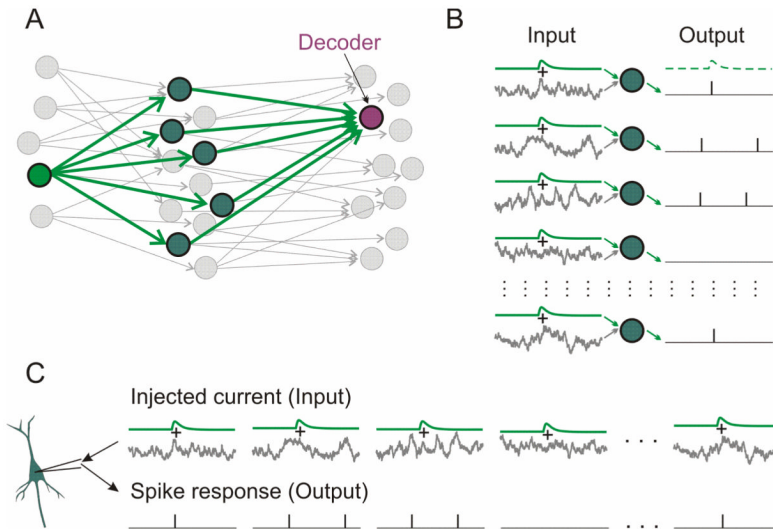 A
Decoder
B
Input Output
C
Injected current (Input)
Spike response (Output)